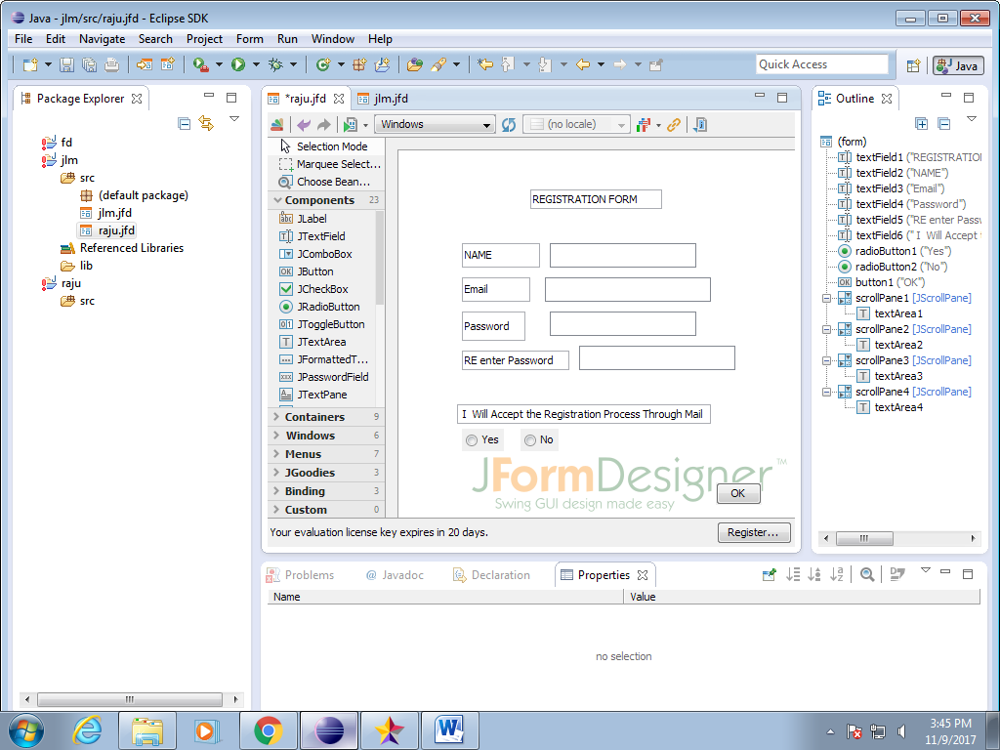 Java - jlm/src/raju.jfd - Eclipse SDK
File Edit Navigate Search Project Form Run Window Help
Quick Access
Java
Package Explorer
fd
jlm
src
(default package)
jlm.jfd
raju.jfd
Referenced Libraries
lib
raju
src
*raju.jfd jlm.jfd
Windows (no locale)
Selection Mode
Marquee Select...
Choose Bean...
Components 23
JLabel
JTextField
JComboBox
JButton
JCheckBox
JRadioButton
JToggleButton
JTextArea
JFormattedT...
JPasswordField
JTextPane
Containers 9
Windows 6
Menus 7
JGoodies 3
Binding 3
Custom 0
REGISTRATION FORM
NAME
Email
Password
RE enter Password
I Will Accept the Registration Process Through Mail
Yes No
JFormDesigner™
Swing GUI design made easy
OK
Your evaluation license key expires in 20 days.
Register...
Outline
(form)
textField1 ("REGISTRATIO
textField2 ("NAME")
textField3 ("Email")
textField4 ("Password")
textField5 ("RE enter Passw
textField6 (" I Will Accept t
radioButton1 ("Yes")
radioButton2 ("No")
button1 ("OK")
scrollPane1 [JScrollPane]
textArea1
scrollPane2 [JScrollPane]
textArea2
scrollPane3 [JScrollPane]
textArea3
scrollPane4 [JScrollPane]
textArea4
Problems @ Javadoc Declaration Properties
Name Value
no selection
3:45 PM
11/9/2017